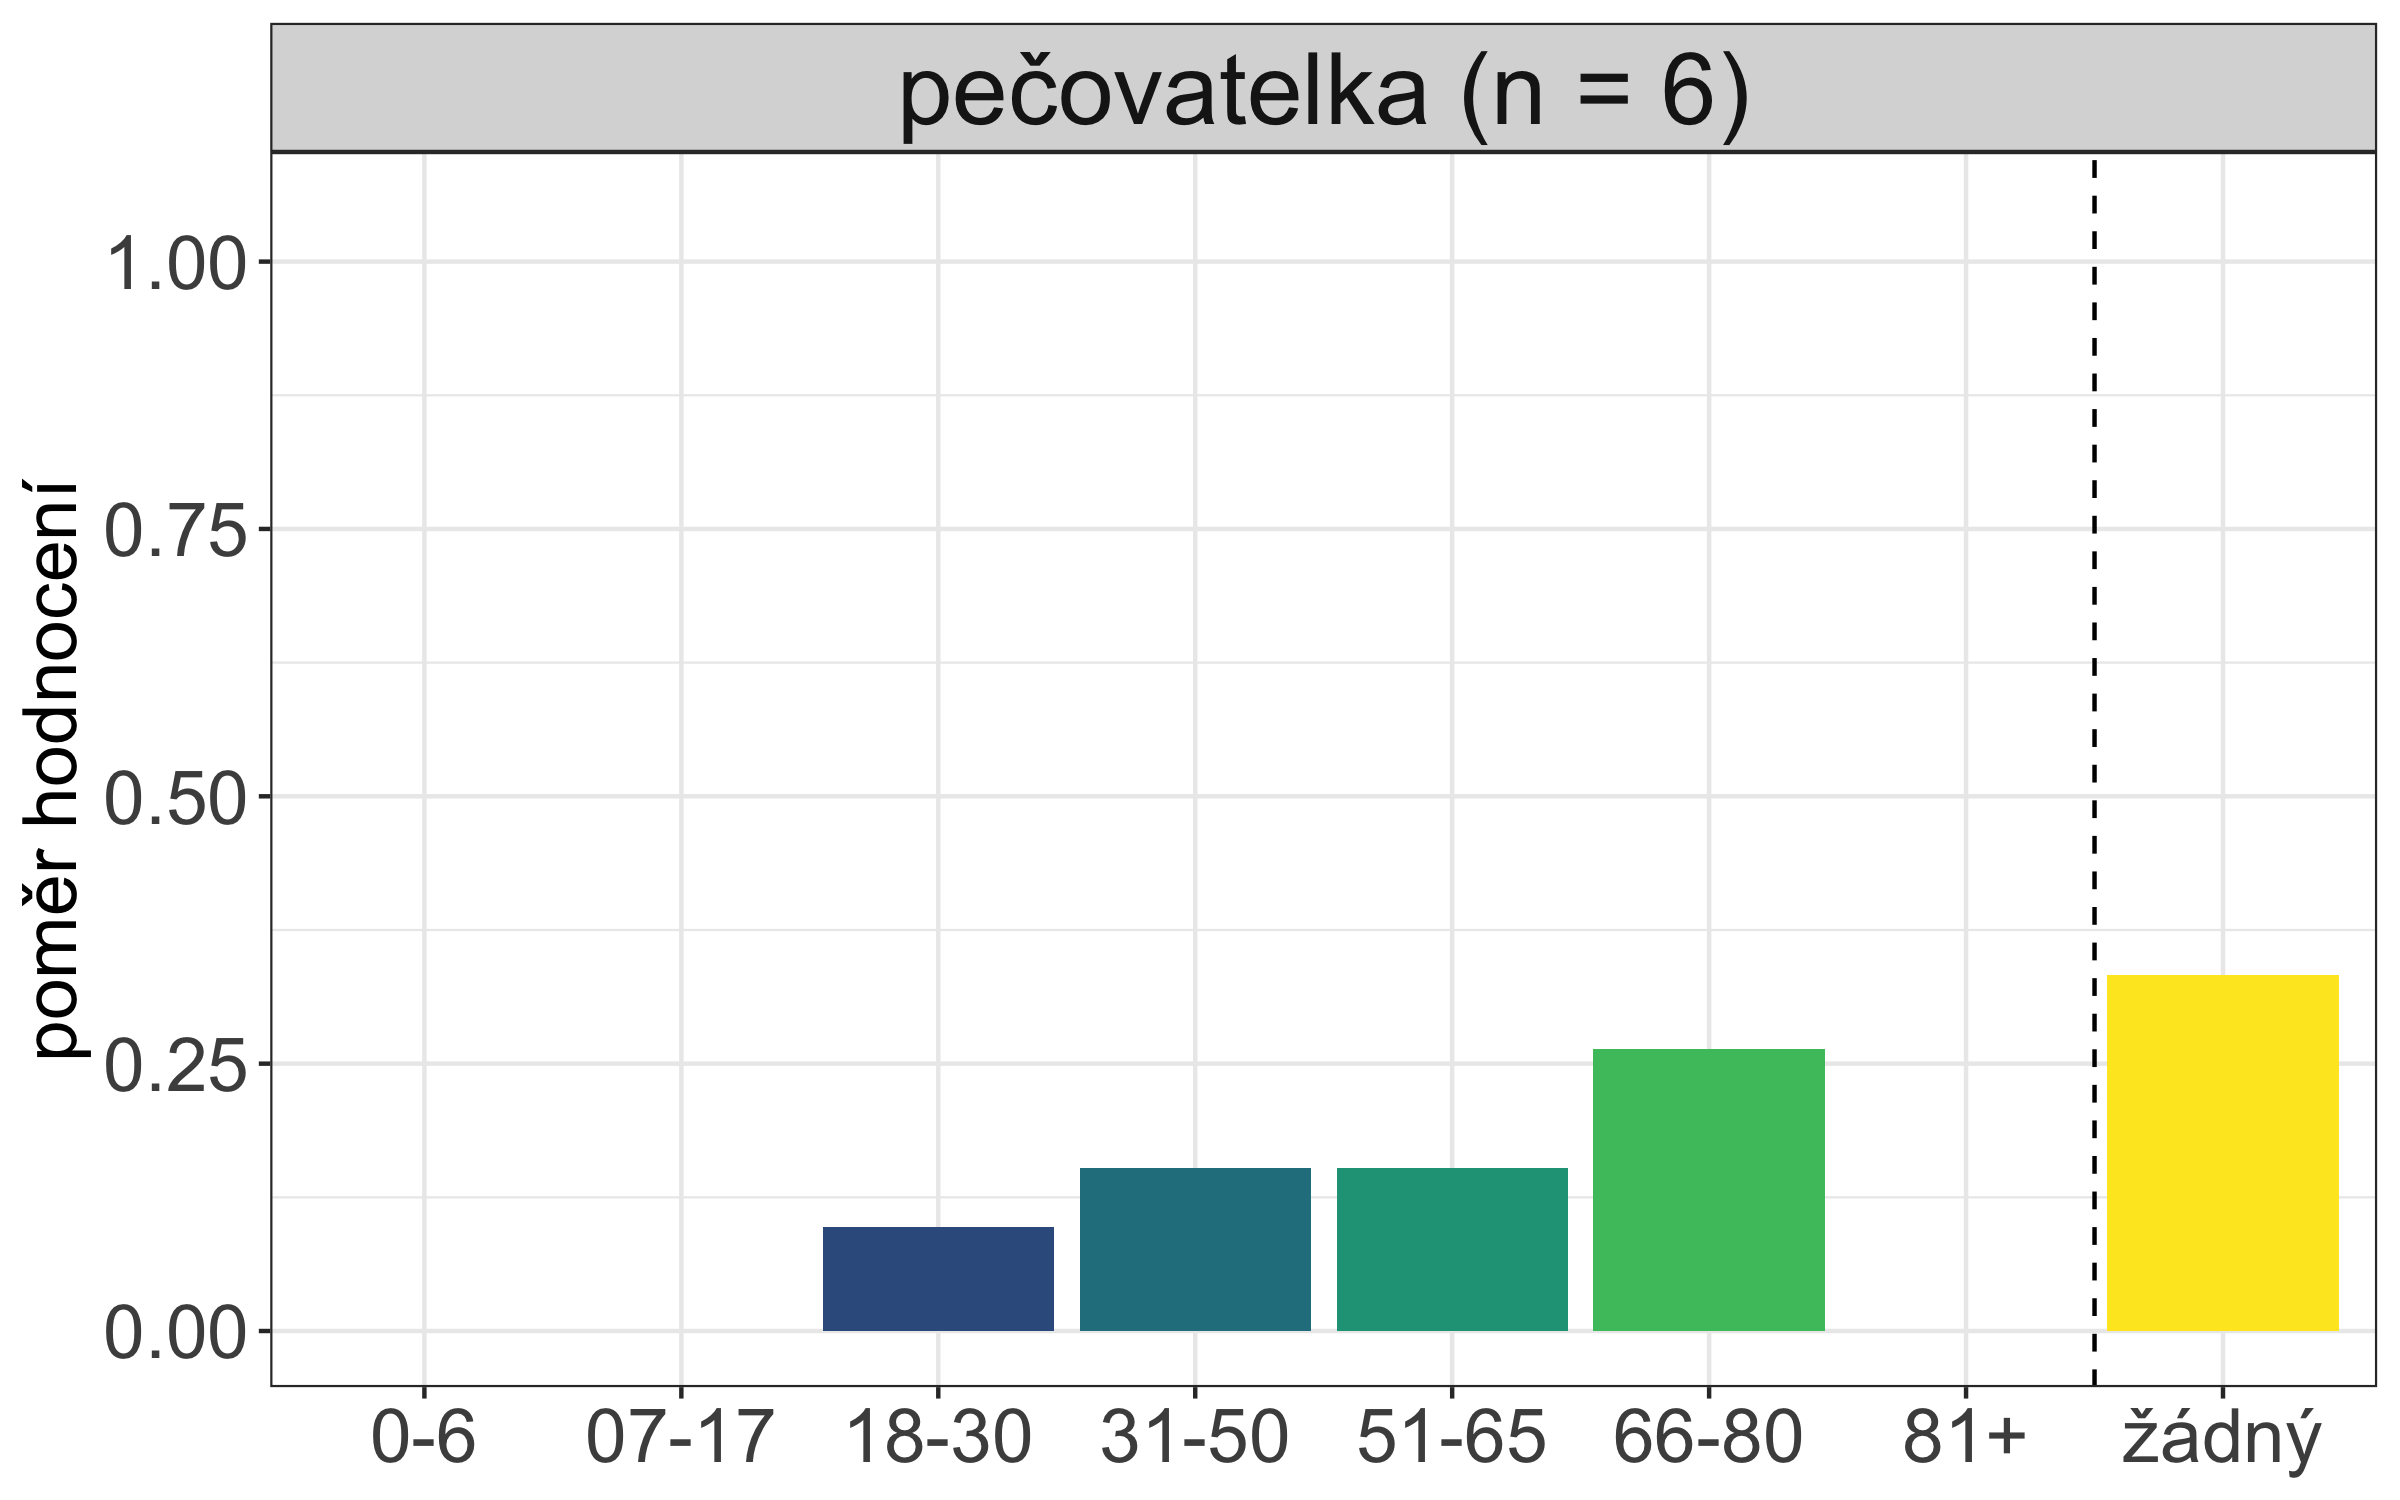 pečovatelka (n = 6)
poměr hodnocení
1.00
0.75
0.50
0.25
0.00
0-6 07-17 18-30 31-50 51-65 66-80 81+ žádný